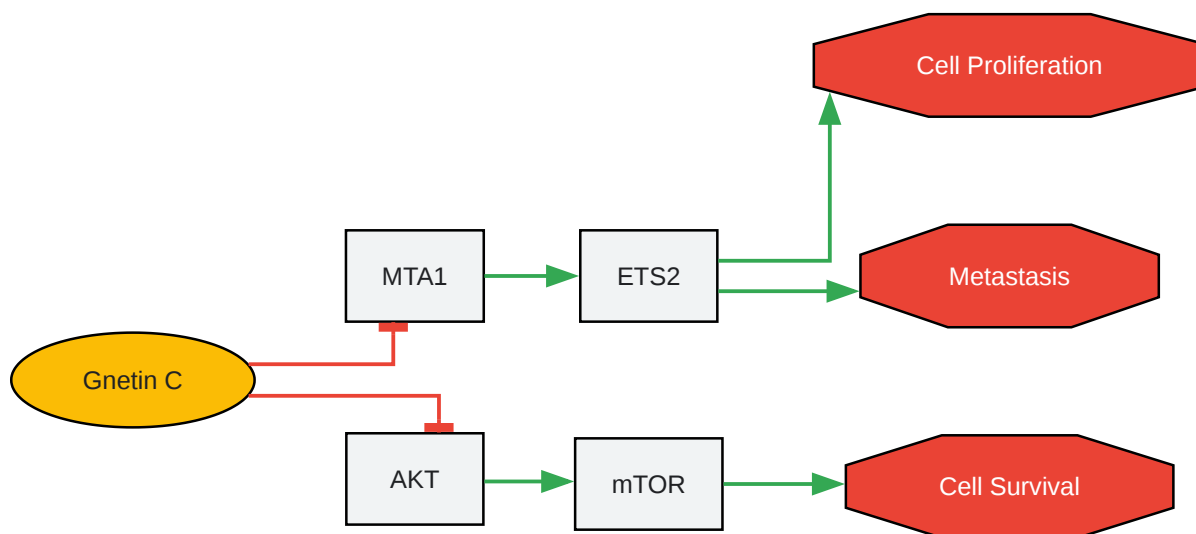 Cell Proliferation
MTA1
ETS2
Metastasis
Gnetin C
AKT
mTOR
Cell Survival